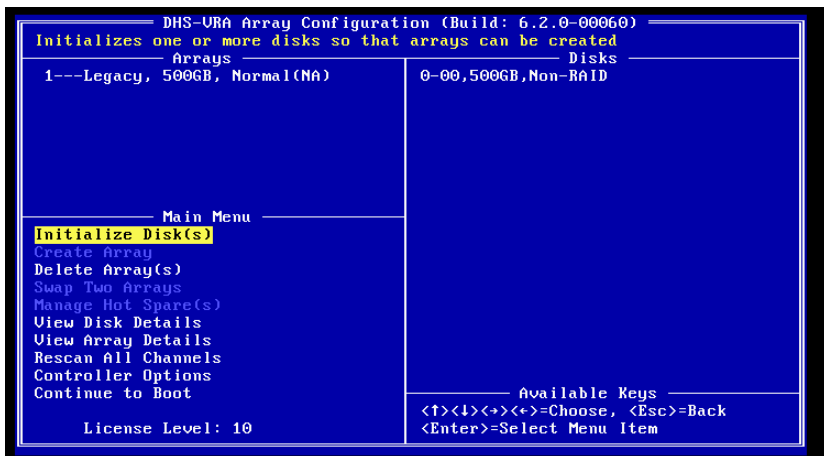 DHS-VRA Array Configuration (Build: 6.2.0-00060)
Initializes one or more disks so that arrays can be created
Arrays
1---Legacy, 500GB, Normal(NA)
Disks
0-00,500GB,Non-RAID
Main Menu
Initialize Disk(s)
Create Array
Delete Array(s)
Swap Two Arrays
Manage Hot Spare(s)
View Disk Details
View Array Details
Rescan All Channels
Controller Options
Continue to Boot
License Level: 10
Available Keys
<↑><↓><→><←>=Choose, <Esc>=Back
<Enter>=Select Menu Item